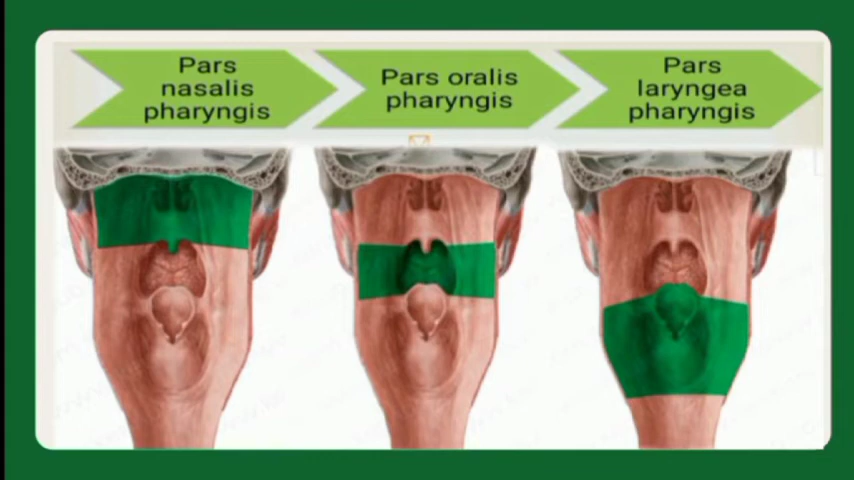 Pars
nasalis
pharyngis
Pars oralis
pharyngis
Pars
laryngea
pharyngis